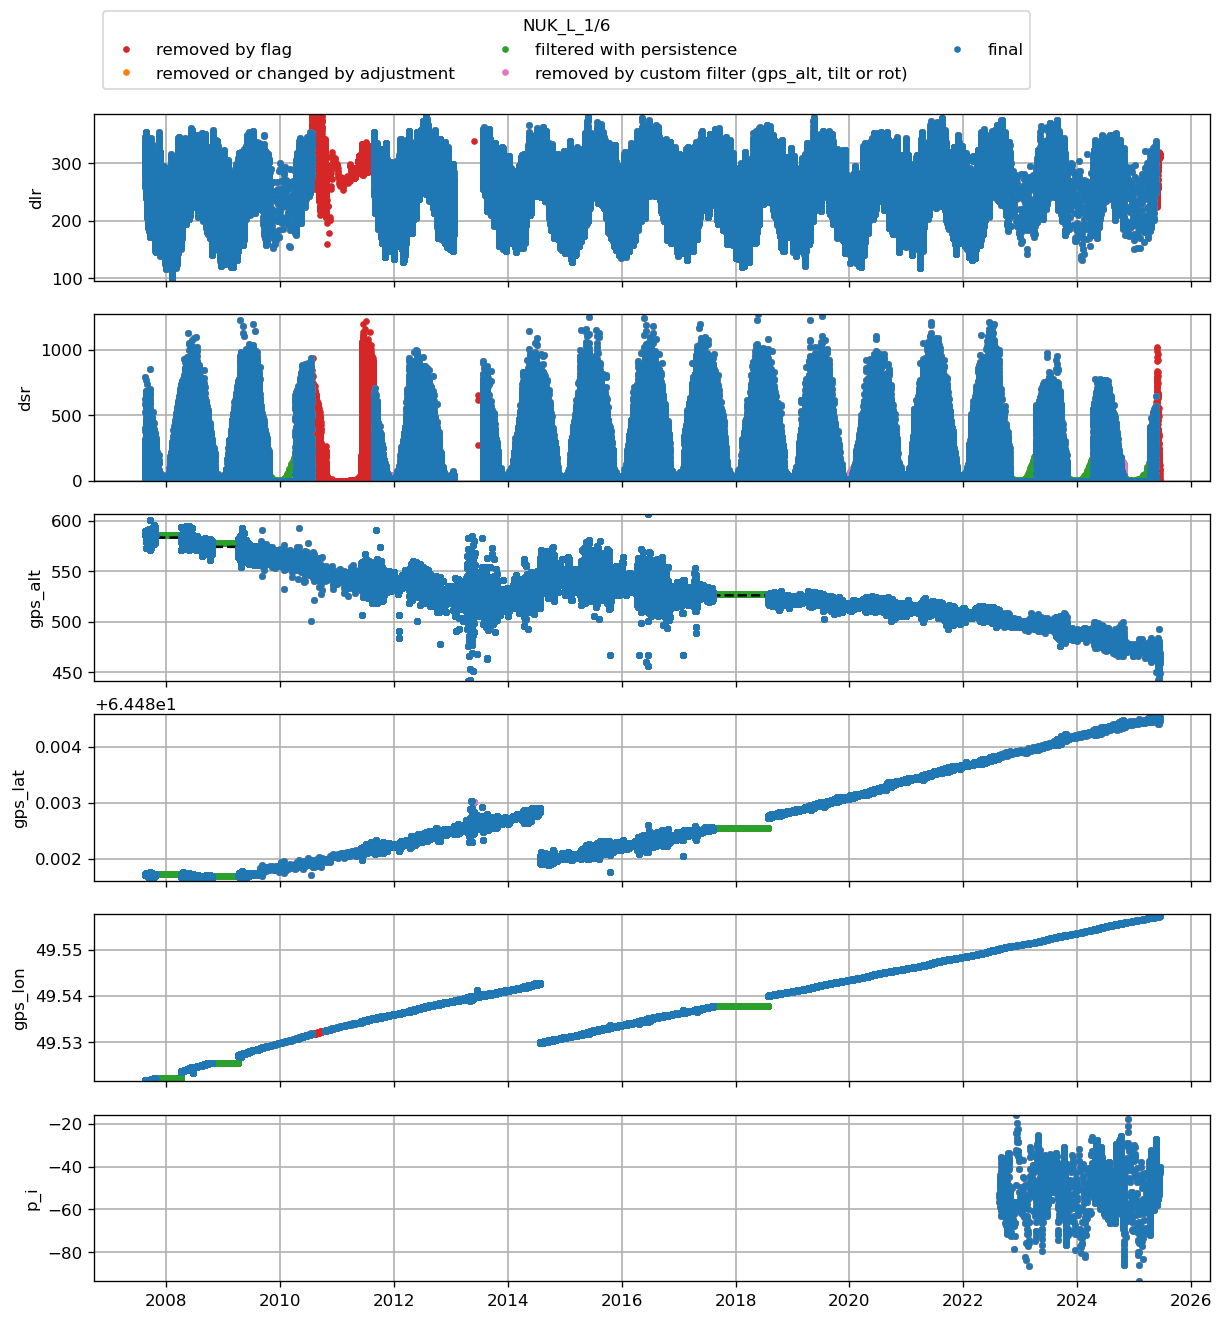 NUK_L_1/6
removed by flag
filtered with persistence
final
removed or changed by adjustment
removed by custom filter (gps_alt, tilt or rot)
dlr
300
200
100
dsr
1000
500
0
gps_alt
600
550
500
450
+6.448e1
gps_lat
0.004
0.003
0.002
gps_lon
49.55
49.54
49.53
p_i
−20
−40
−60
−80
2008 2010 2012 2014 2016 2018 2020 2022 2024 2026